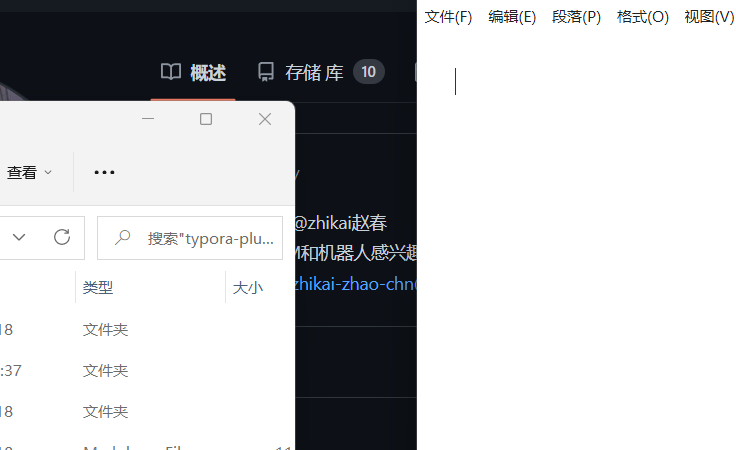 文件(F) 编辑(E) 段落(P) 格式(O) 视图(V)
概述 存储 库 10
查看
搜索"typora-plu...
@zhikai赵春
和机器人感兴趣
zhikai-zhao-chn
类型 大小
18 文件夹
:37 文件夹
18 文件夹